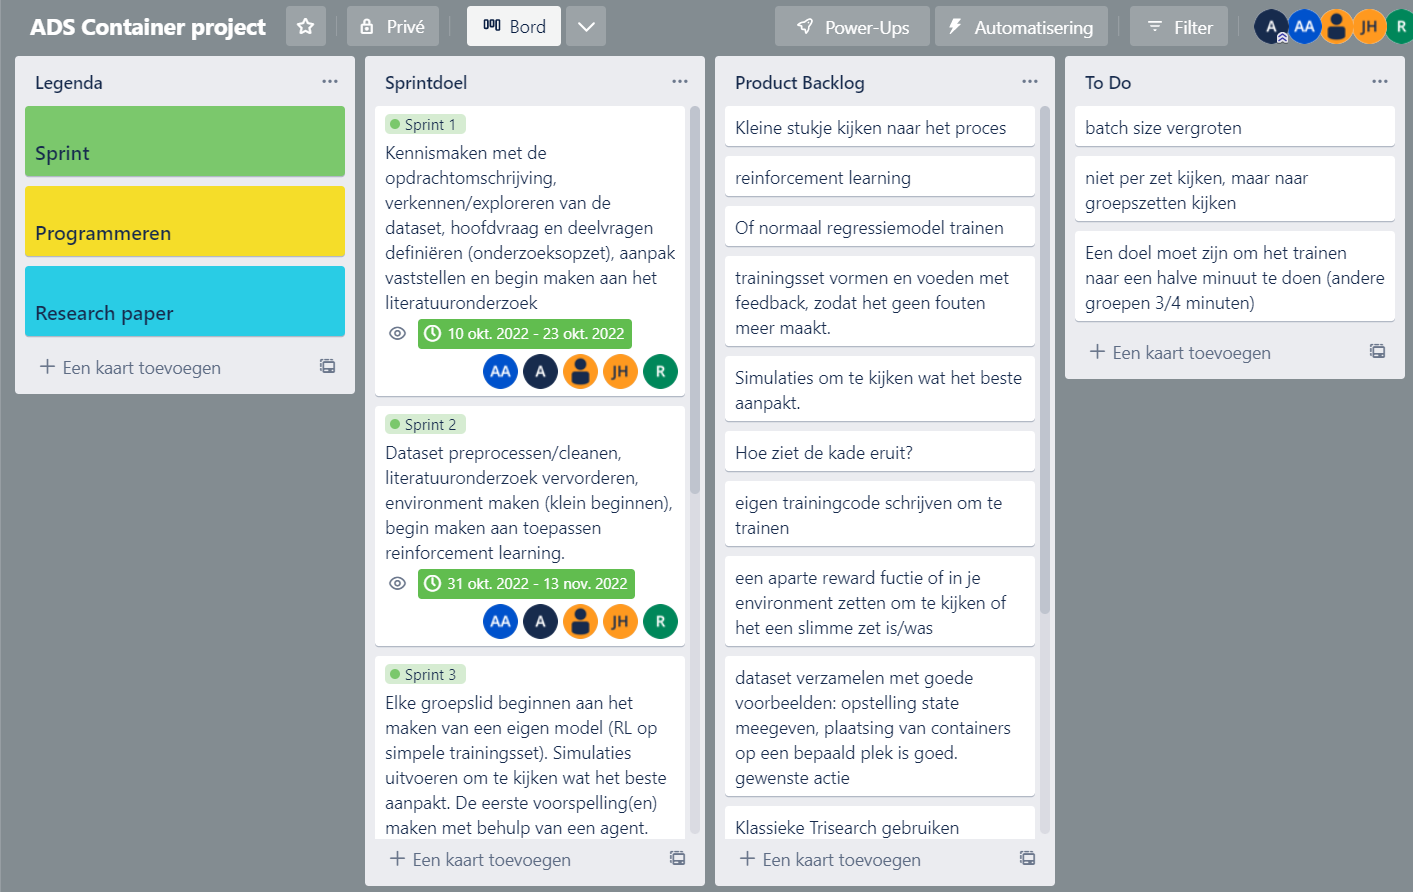 ADS Container project
Privé
Bord
Power-Ups
Automatisering
Filter
A
AA
JH
R
Legenda
Sprint
Programmeren
Research paper
Een kaart toevoegen
Sprintdoel
Sprint 1
Kennismaken met de
opdrachtomschrijving,
verkennen/exploreren van de
dataset, hoofdvraag en deelvragen
definiëren (onderzoeksopzet), aanpak
vaststellen en begin maken aan het
literatuuronderzoek
10 okt. 2022 - 23 okt. 2022
AA
A
JH
R
Sprint 2
Dataset preprocessen/cleanen,
literatuuronderzoek vervorderen,
environment maken (klein beginnen),
begin maken aan toepassen
reinforcement learning.
31 okt. 2022 - 13 nov. 2022
AA
A
JH
R
Sprint 3
Elke groepslid beginnen aan het
maken van een eigen model (RL op
simpele trainingsset). Simulaties
uitvoeren om te kijken wat het beste
aanpakt. De eerste voorspelling(en)
maken met behulp van een agent.
Een kaart toevoegen
Product Backlog
Kleine stukje kijken naar het proces
reinforcement learning
Of normaal regressiemodel trainen
trainingsset vormen en voeden met
feedback, zodat het geen fouten
meer maakt.
Simulaties om te kijken wat het beste
aanpakt.
Hoe ziet de kade eruit?
eigen trainingcode schrijven om te
trainen
een aparte reward fuctie of in je
environment zetten om te kijken of
het een slimme zet is/was
dataset verzamelen met goede
voorbeelden: opstelling state
meegeven, plaatsing van containers
op een bepaald plek is goed.
gewenste actie
Klassieke Trisearch gebruiken
Een kaart toevoegen
To Do
batch size vergroten
niet per zet kijken, maar naar
groepszetten kijken
Een doel moet zijn om het trainen
naar een halve minuut te doen (andere
groepen 3/4 minuten)
Een kaart toevoegen